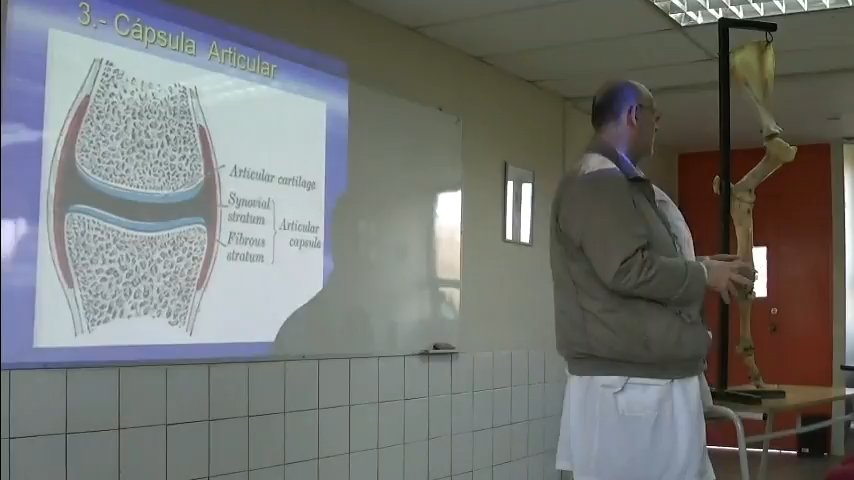 3.- Cápsula Articular
Articular cartilage
Synovial
stratum
Articular
capsule
Fibrous
stratum